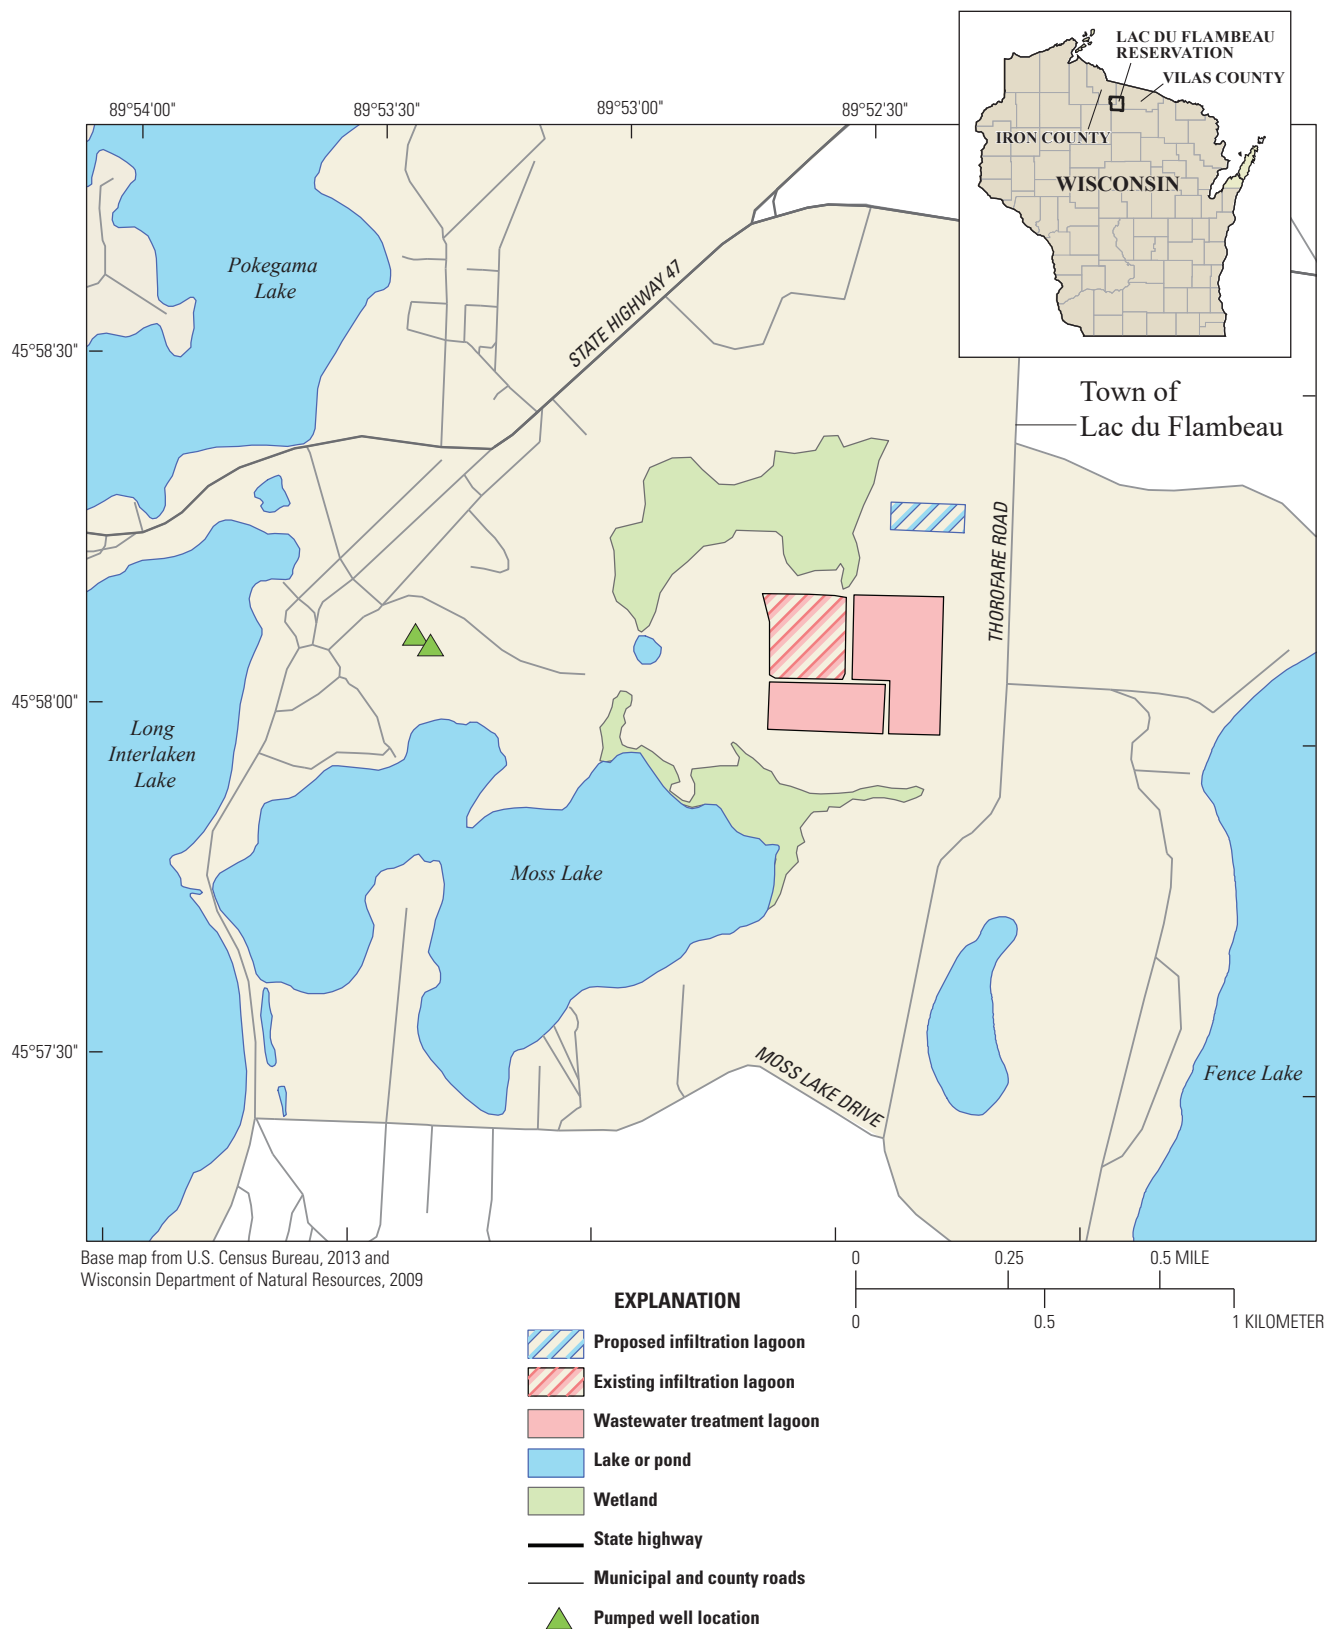 LAC DU FLAMBEAU
RESERVATION
VILAS COUNTY
IRON COUNTY
WISCONSIN
89°54'00"
89°53'30"
89°53'00"
89°52'30"
Pokegama
Lake
STATE HIGHWAY 47
45°58'30"
Town of
Lac du Flambeau
THOROFARE ROAD
45°58'00"
Long
Interlaken
Lake
Moss Lake
45°57'30"
MOSS LAKE DRIVE
Fence Lake
Base map from U.S. Census Bureau, 2013 and
Wisconsin Department of Natural Resources, 2009
0 0.25 0.5 MILE
0 0.5 1 KILOMETER
EXPLANATION
Proposed infiltration lagoon
Existing infiltration lagoon
Wastewater treatment lagoon
Lake or pond
Wetland
State highway
Municipal and county roads
Pumped well location